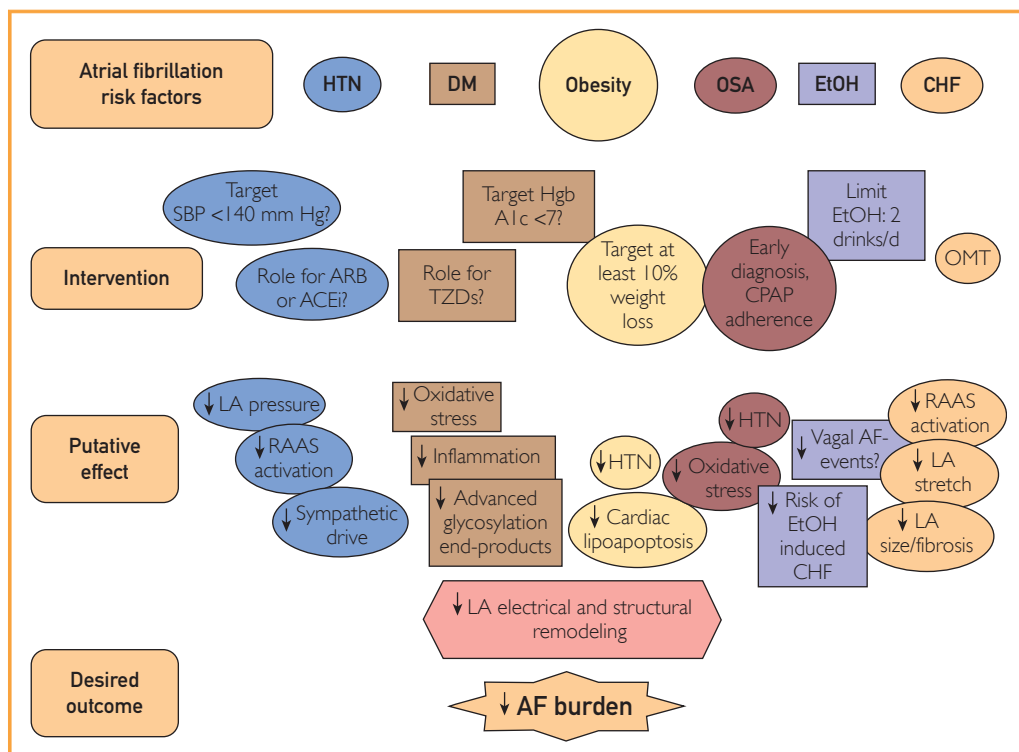 Atrial fibrillation
risk factors
HTN
DM
Obesity
OSA
EtOH
CHF
Intervention
Target
SBP <140 mm Hg?
Role for ARB
or ACEi?
Target Hgb
A1c <7?
Role for
TZDs?
Target at
least 10%
weight
loss
Early
diagnosis,
CPAP
adherence
Limit
EtOH: 2
drinks/d
OMT
Putative
effect
↓ LA pressure
↓ RAAS
activation
↓ Sympathetic
drive
↓ Oxidative
stress
↓ Inflammation
↓ Advanced
glycosylation
end-products
↓ HTN
↓ Cardiac
lipoapoptosis
↓ HTN
↓ Oxidative
stress
↓ Vagal AF-
events?
↓ Risk of
EtOH
induced
CHF
↓ RAAS
activation
↓ LA
stretch
↓ LA
size/fibrosis
↓ LA electrical and structural
remodeling
Desired
outcome
↓ AF burden